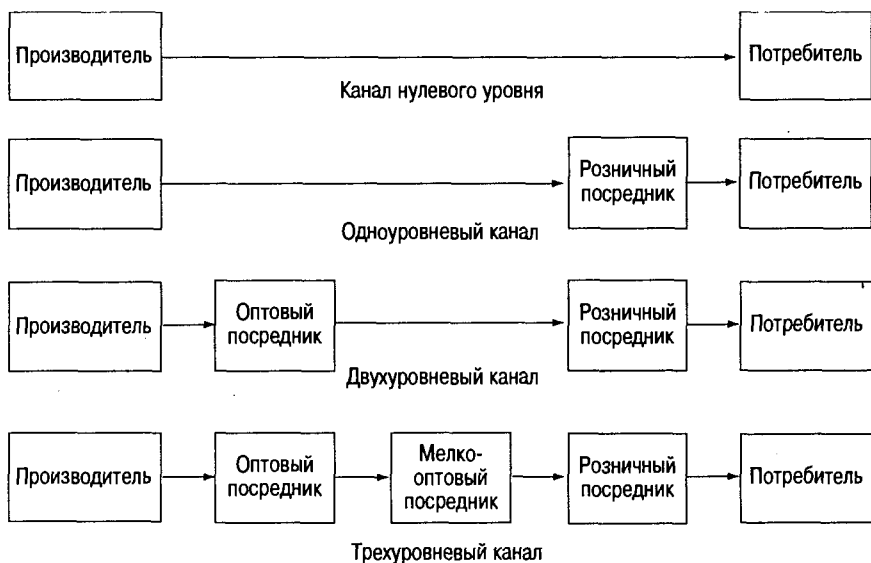 Производитель
Потребитель
Канал нулевого уровня
Производитель
Розничный
посредник
Потребитель
Одноуровневый канал
Производитель
Оптовый
посредник
Розничный
посредник
Потребитель
Двухуровневый канал
Производитель
Оптовый
посредник
Мелко-
оптовый
посредник
Розничный
посредник
Потребитель
Трехуровневый канал